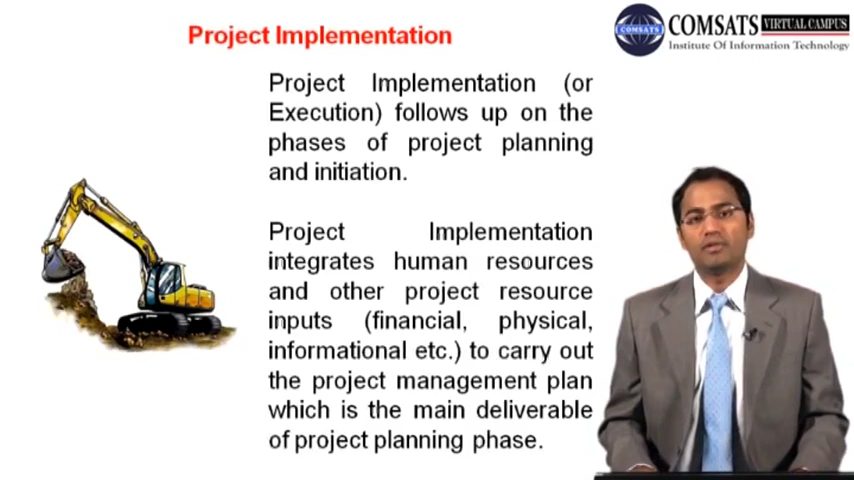 Project Implementation
COMSATS VIRTUAL CAMPUS
Institute Of Information Technology
COMSATS
Project Implementation (or
Execution) follows up on the
phases of project planning
and initiation.
Project Implementation
integrates human resources
and other project resource
inputs (financial, physical,
informational etc.) to carry out
the project management plan
which is the main deliverable
of project planning phase.